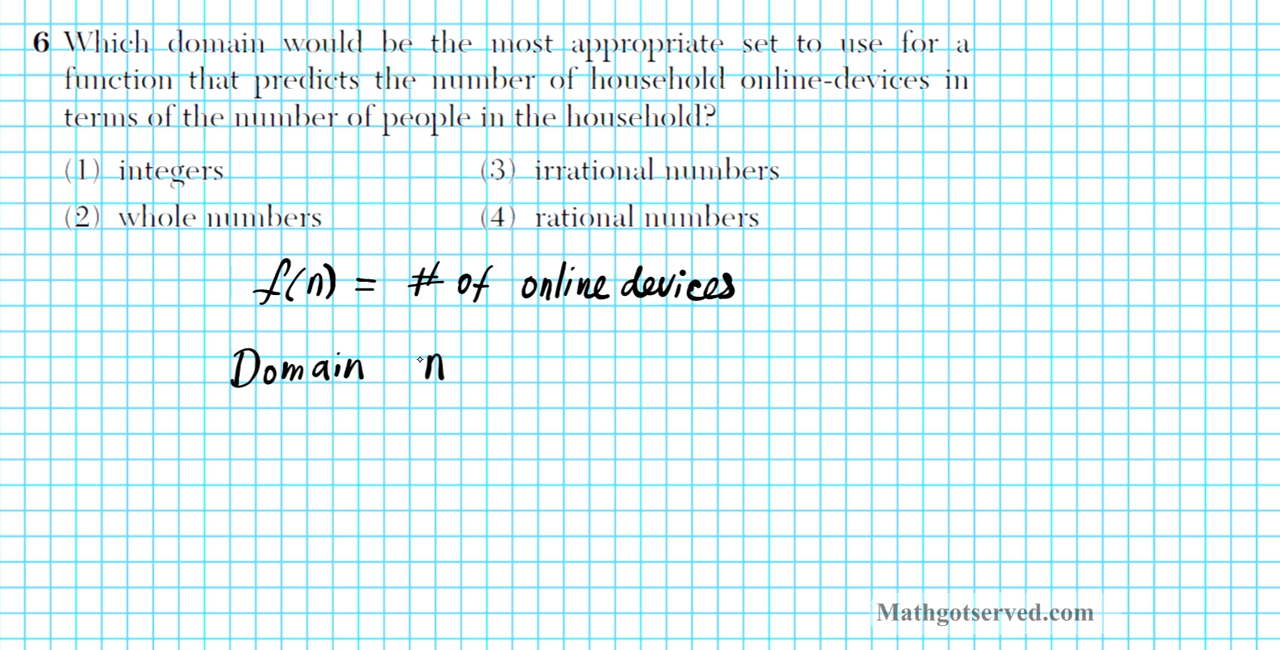 6 Which domain would be the most appropriate set to use for a
function that predicts the number of household online-devices in
terms of the number of people in the household?
(1) integers (3) irrational numbers
(2) whole numbers (4) rational numbers
f(n) = # of online devices
Domain n
Mathgotserved.com